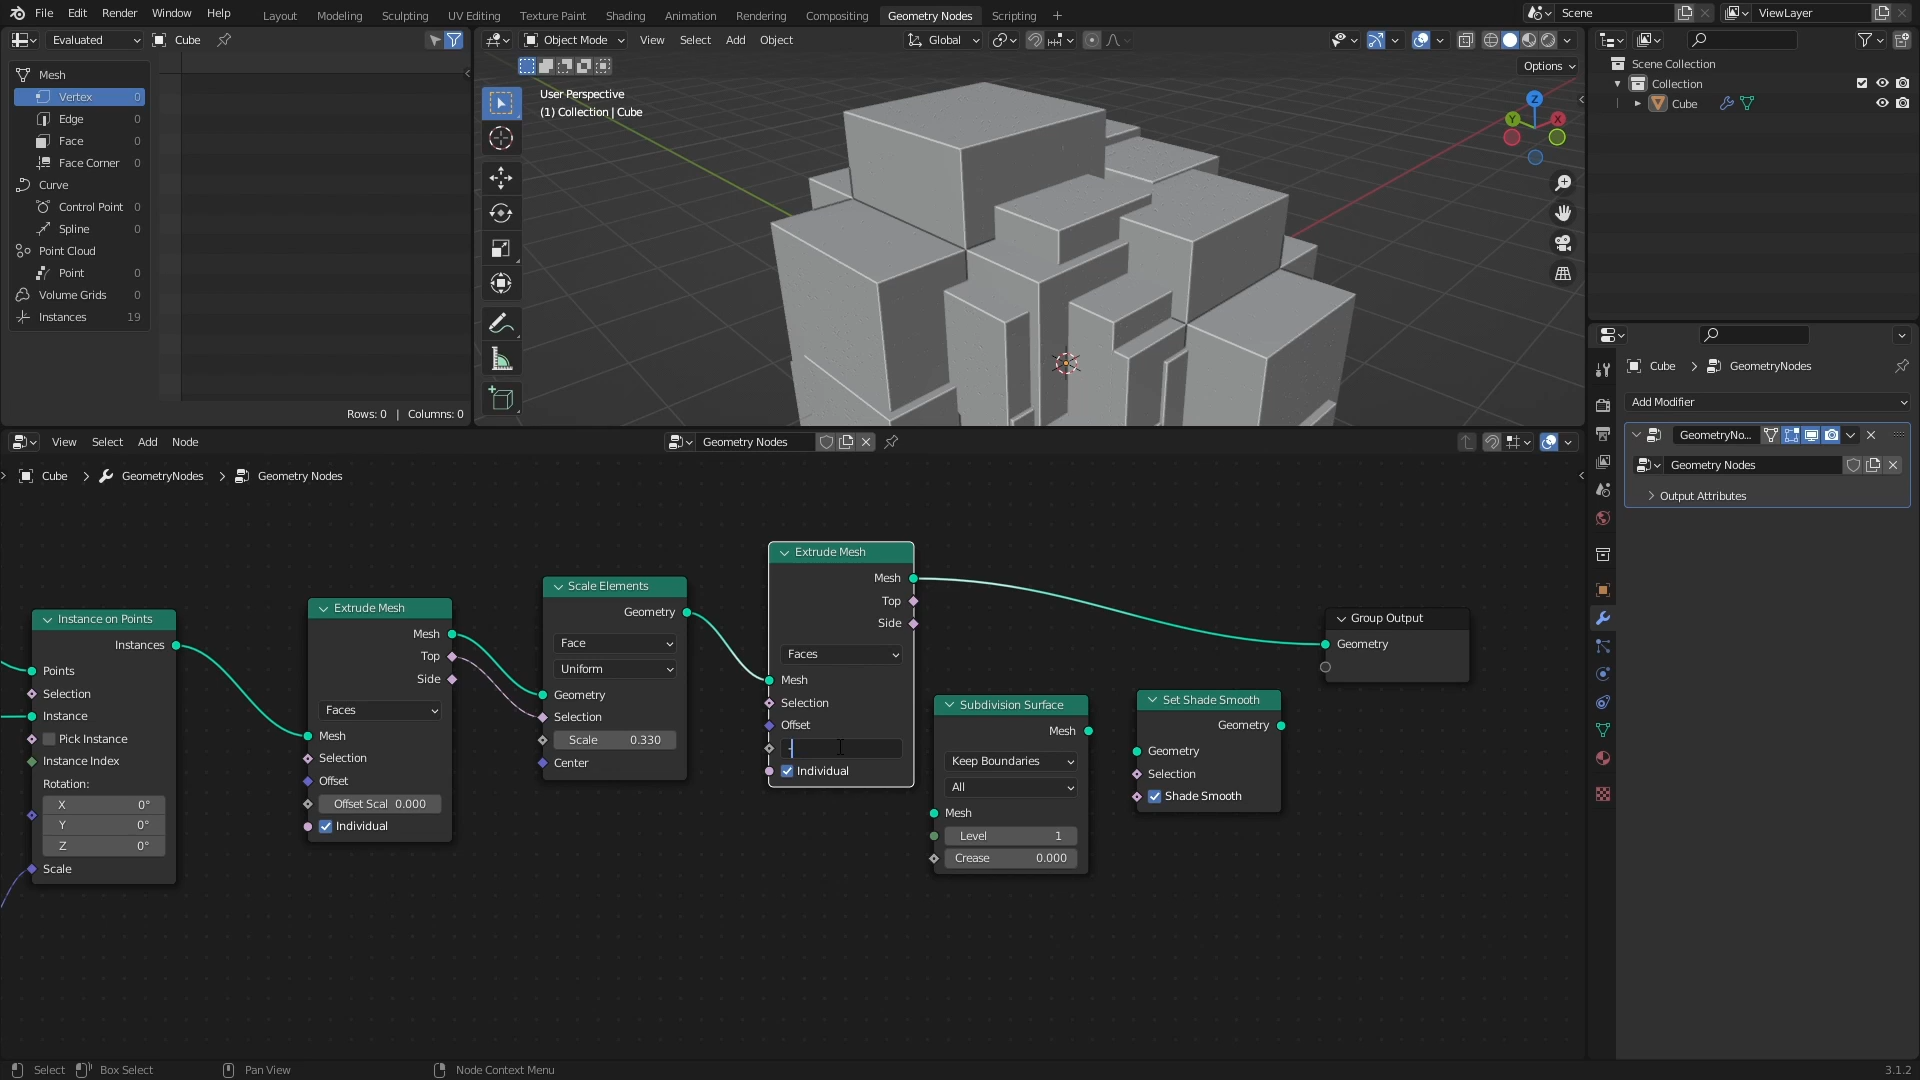 File Edit Render Window Help
Layout Modeling Sculpting UV Editing Texture Paint Shading Animation Rendering Compositing Geometry Nodes Scripting +
Scene
ViewLayer
Evaluated Cube
Mesh
Vertex 0
Edge 0
Face 0
Face Corner 0
Curve
Control Point 0
Spline 0
Point Cloud
Point 0
Volume Grids 0
Instances 19
Rows: 0 | Columns: 0
Object Mode View Select Add Object
Global
Options
User Perspective
(1) Collection | Cube
Z
Y
X
Scene Collection
Collection
Cube
Cube > GeometryNodes
Add Modifier
GeometryNo...
Geometry Nodes
Output Attributes
View Select Add Node
Geometry Nodes
Cube > GeometryNodes > Geometry Nodes
Instance on Points
Instances
Points
Selection
Instance
Pick Instance
Instance Index
Rotation:
X 0°
Y 0°
Z 0°
Scale
Extrude Mesh
Mesh
Top
Side
Faces
Mesh
Selection
Offset
Offset Scal 0.000
Individual
Scale Elements
Geometry
Face
Uniform
Geometry
Selection
Scale 0.330
Center
Extrude Mesh
Mesh
Top
Side
Faces
Mesh
Selection
Offset
-
Individual
Subdivision Surface
Mesh
Keep Boundaries
All
Mesh
Level 1
Crease 0.000
Set Shade Smooth
Geometry
Geometry
Selection
Shade Smooth
Group Output
Geometry
Select Box Select Pan View Node Context Menu
3.1.2